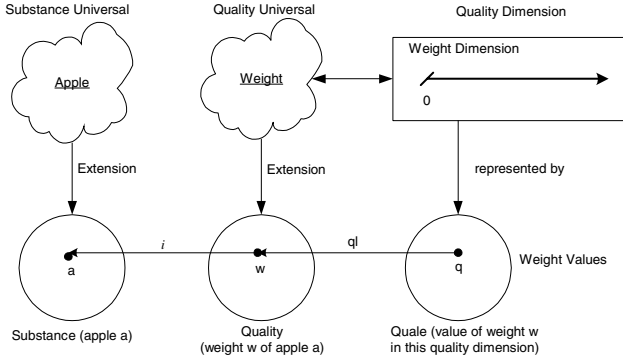 Substance Universal
Quality Universal
Quality Dimension
Apple
Weight
Weight Dimension
0
Extension
Extension
represented by
i
ql
a
w
q
Weight Values
Substance (apple a)
Quality
(weight w of apple a)
Quale (value of weight w
in this quality dimension)